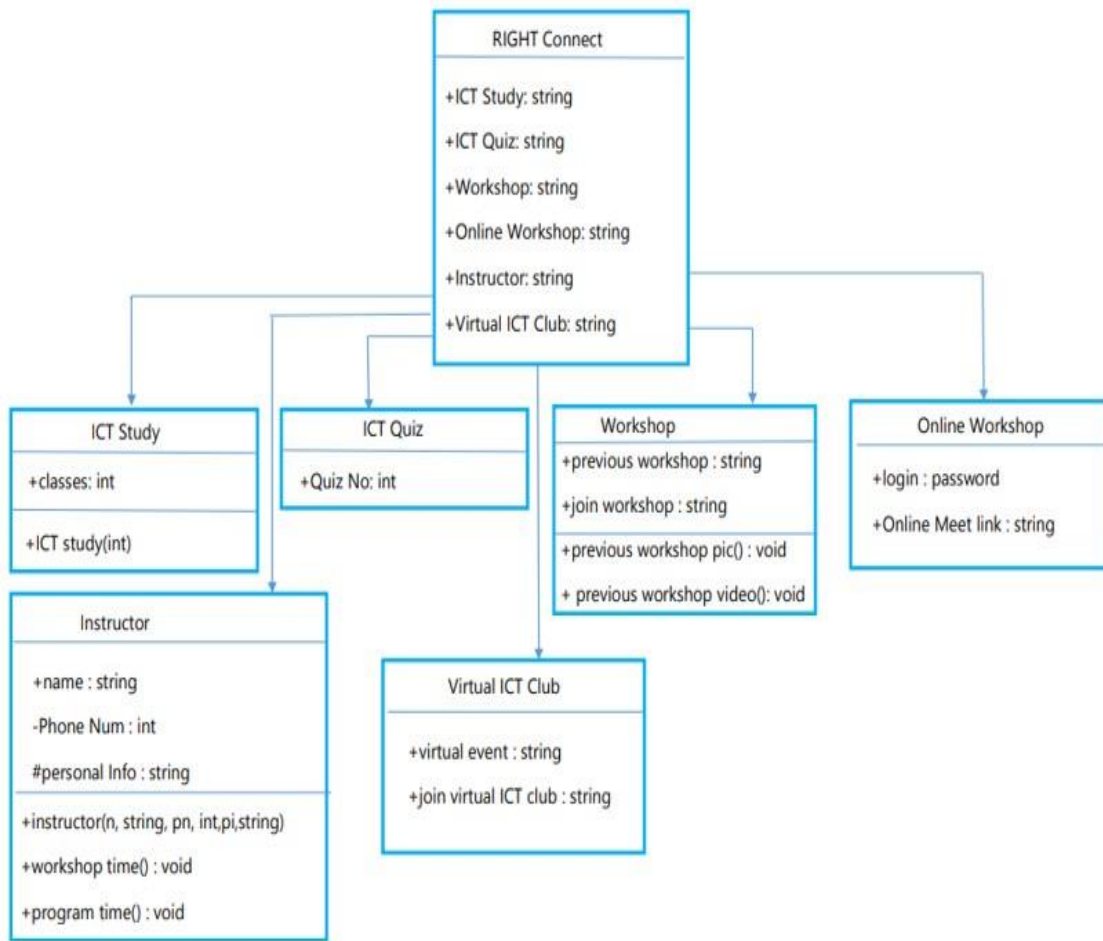 RIGHT Connect
+ICT Study: string
+ICT Quiz: string
+Workshop: string
+Online Workshop: string
+Instructor: string
+Virtual ICT Club: string
ICT Study
+classes: int
+ICT study(int)
ICT Quiz
+Quiz No: int
Workshop
+previous workshop : string
+join workshop : string
+previous workshop pic() : void
+ previous workshop video(): void
Online Workshop
+login : password
+Online Meet link : string
Instructor
+name : string
-Phone Num : int
#personal Info : string
+instructor(n, string, pn, int,pi,string)
+workshop time() : void
+program time() : void
Virtual ICT Club
+virtual event : string
+join virtual ICT club : string